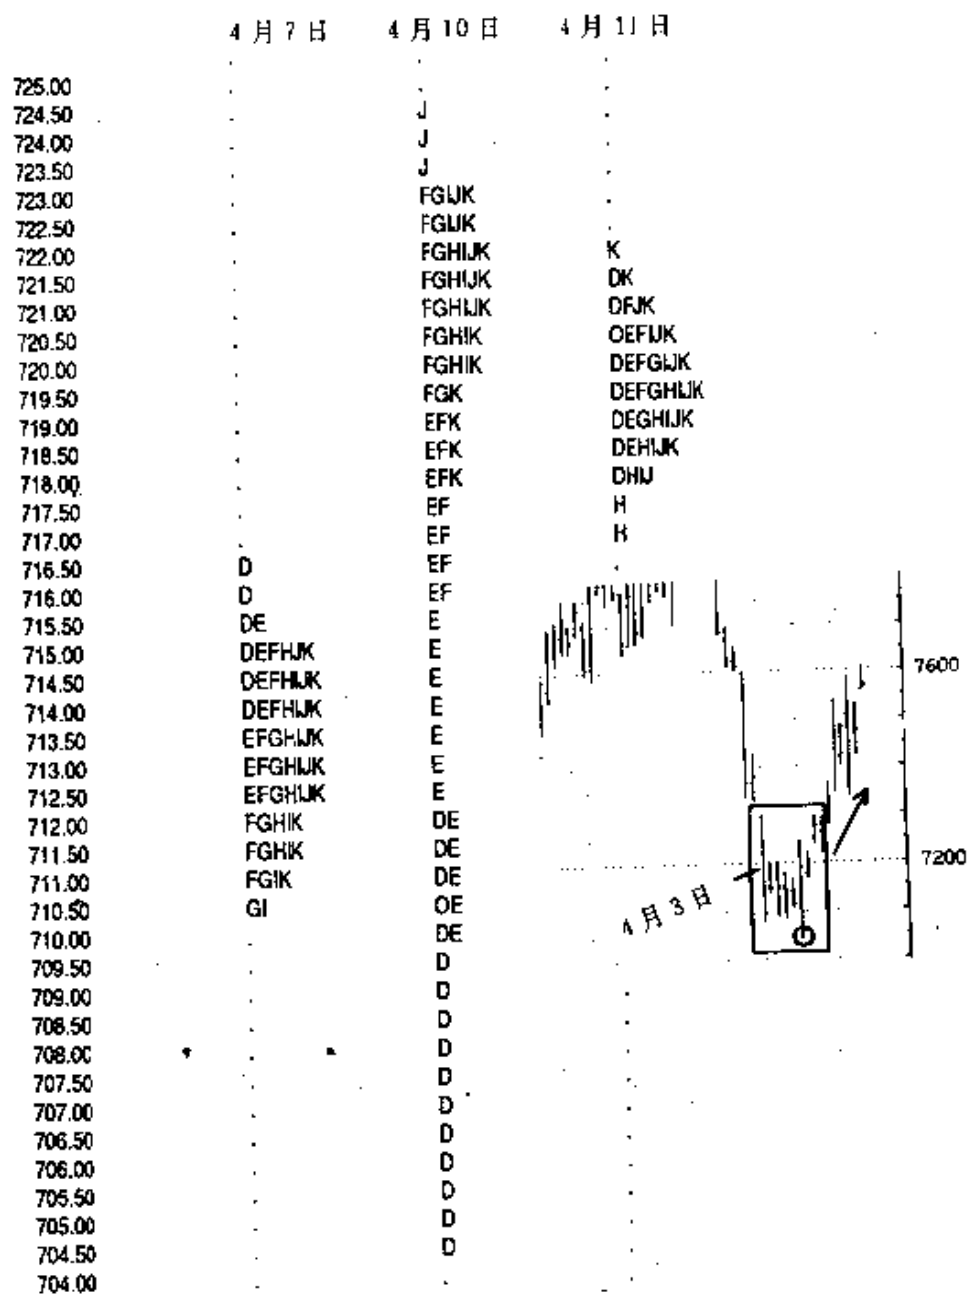 4月7日 4月10日 4月11日
725.00
724.50 J
724.00 J
723.50 J
723.00 FGIJK
722.50 FGIJK
722.00 FGHIJK K
721.50 FGHIJK DK
721.00 FGHIJK DFJK
720.50 FGHIK OEFIJK
720.00 FGHIK DEFGIJK
719.50 FGK DEFGHIJK
719.00 EFK DEGHIJK
718.50 EFK DEHIJK
718.00 EFK DHIJ
717.50 EF H
717.00 EF H
716.50 D EF
716.00 D EF
715.50 DE E
715.00 DEFHJK E
714.50 DEFHIJK E
714.00 DEFHIJK E
713.50 EFGHIJK E
713.00 EFGHIJK E
712.50 EFGHIJK E
712.00 FGHIK DE
711.50 FGHIK DE
711.00 FGIK DE
710.50 GI OE
710.00 DE
709.50 D
709.00 D
708.50 D
708.00 D
707.50 D
707.00 D
706.50 D
706.00 D
705.50 D
705.00 D
704.50 D
704.00
7600
7200
4月3日